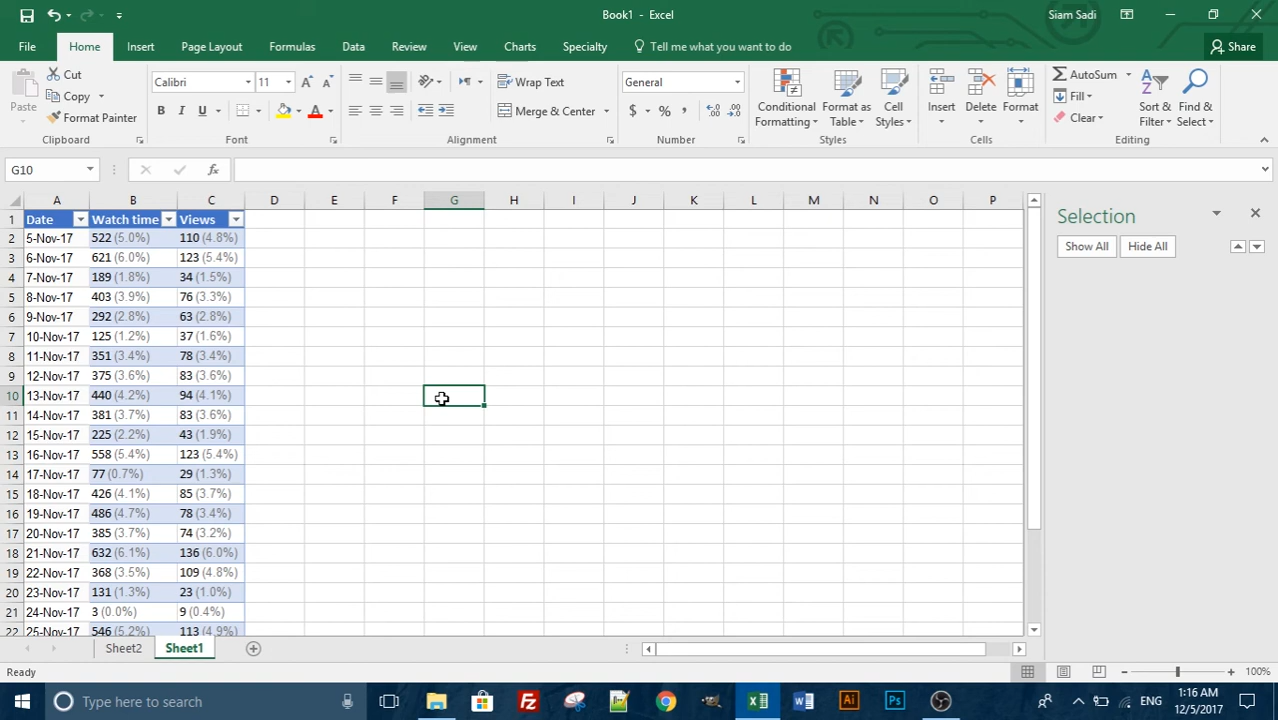 Book1 - Excel
Siam Sadi
File Home Insert Page Layout Formulas Data Review View Charts Specialty Tell me what you want to do Share
Paste
Cut
Copy
Format Painter
Clipboard
Calibri 11
B I U
Font
Wrap Text
Merge & Center
Alignment
General
$ % ,
Number
Conditional Formatting
Format as Table
Cell Styles
Styles
Insert Delete Format
Cells
AutoSum
Fill
Clear
Sort & Filter
Find & Select
Editing
G10 fx
A B C D E F G H I J K L M N O P
1 Date Watch time Views
2 5-Nov-17 522 (5.0%) 110 (4.8%)
3 6-Nov-17 621 (6.0%) 123 (5.4%)
4 7-Nov-17 189 (1.8%) 34 (1.5%)
5 8-Nov-17 403 (3.9%) 76 (3.3%)
6 9-Nov-17 292 (2.8%) 63 (2.8%)
7 10-Nov-17 125 (1.2%) 37 (1.6%)
8 11-Nov-17 351 (3.4%) 78 (3.4%)
9 12-Nov-17 375 (3.6%) 83 (3.6%)
10 13-Nov-17 440 (4.2%) 94 (4.1%)
11 14-Nov-17 381 (3.7%) 83 (3.6%)
12 15-Nov-17 225 (2.2%) 43 (1.9%)
13 16-Nov-17 558 (5.4%) 123 (5.4%)
14 17-Nov-17 77 (0.7%) 29 (1.3%)
15 18-Nov-17 426 (4.1%) 85 (3.7%)
16 19-Nov-17 486 (4.7%) 78 (3.4%)
17 20-Nov-17 385 (3.7%) 74 (3.2%)
18 21-Nov-17 632 (6.1%) 136 (6.0%)
19 22-Nov-17 368 (3.5%) 109 (4.8%)
20 23-Nov-17 131 (1.3%) 23 (1.0%)
21 24-Nov-17 3 (0.0%) 9 (0.4%)
22 25-Nov-17 546 (5.2%) 113 (4.9%)
Selection
Show All Hide All
Sheet2 Sheet1
Ready
100%
Type here to search
ENG
1:16 AM
12/5/2017